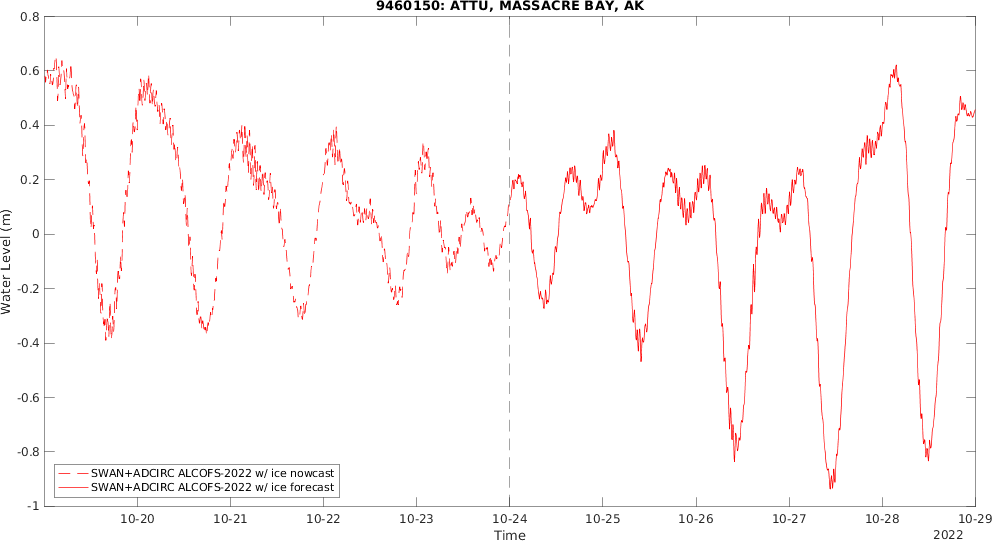 9460150: ATTU, MASSACRE BAY, AK
0.8
0.6
0.4
0.2
0
-0.2
-0.4
-0.6
-0.8
-1
Water Level (m)
SWAN+ADCIRC ALCOFS-2022 w/ ice nowcast
SWAN+ADCIRC ALCOFS-2022 w/ ice forecast
10-20 10-21 10-22 10-23 10-24 10-25 10-26 10-27 10-28 10-29
Time
2022